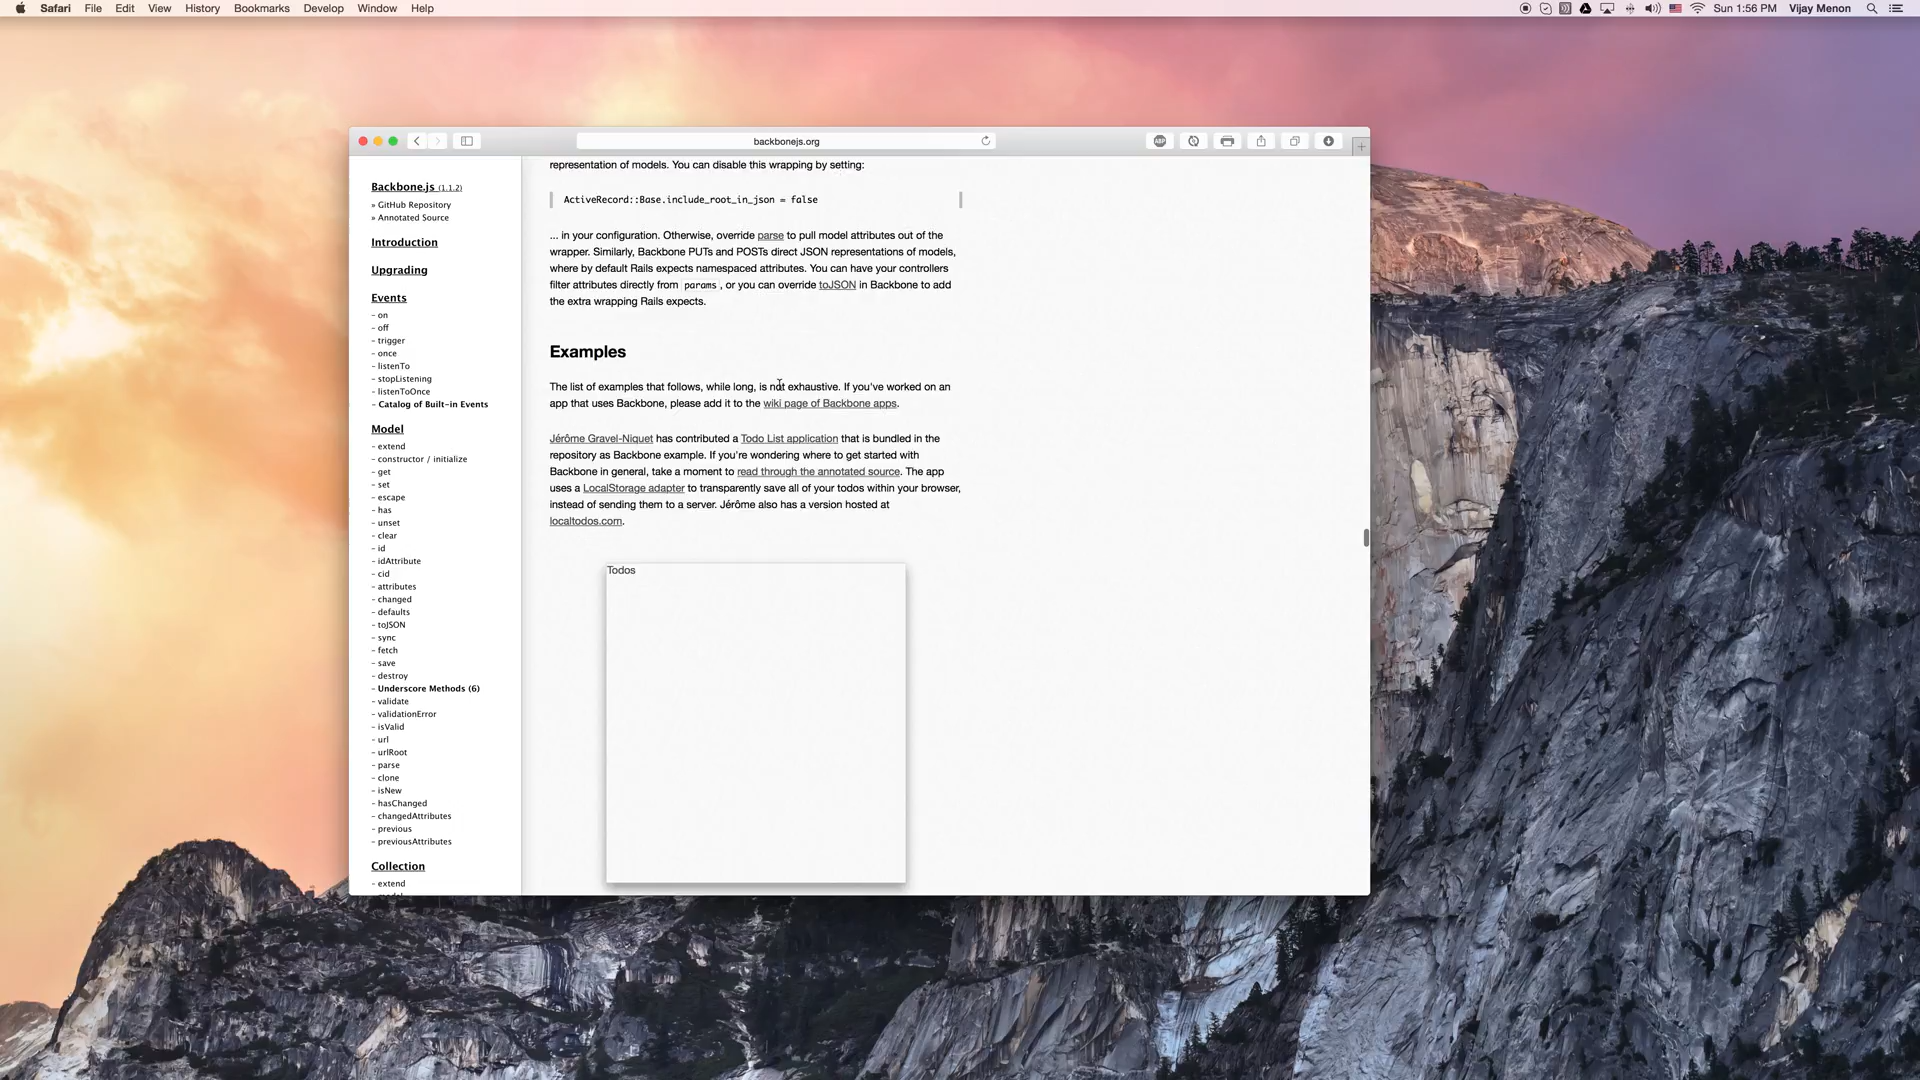 Safari File Edit View History Bookmarks Develop Window Help Sun 1:56 PM Vijay Menon
backbonejs.org
ABP
Backbone.js (1.1.2)
» GitHub Repository
» Annotated Source
Introduction
Upgrading
Events
- on
- off
- trigger
- once
- listenTo
- stopListening
- listenToOnce
- Catalog of Built-in Events
Model
- extend
- constructor / initialize
- get
- set
- escape
- has
- unset
- clear
- id
- idAttribute
- cid
- attributes
- changed
- defaults
- toJSON
- sync
- fetch
- save
- destroy
- Underscore Methods (6)
- validate
- validationError
- isValid
- url
- urlRoot
- parse
- clone
- isNew
- hasChanged
- changedAttributes
- previous
- previousAttributes
Collection
- extend
representation of models. You can disable this wrapping by setting:
ActiveRecord::Base.include_root_in_json = false
... in your configuration. Otherwise, override parse to pull model attributes out of the
wrapper. Similarly, Backbone PUTs and POSTs direct JSON representations of models,
where by default Rails expects namespaced attributes. You can have your controllers
filter attributes directly from params, or you can override toJSON in Backbone to add
the extra wrapping Rails expects.
Examples
The list of examples that follows, while long, is not exhaustive. If you've worked on an
app that uses Backbone, please add it to the wiki page of Backbone apps.
Jérôme Gravel-Niquet has contributed a Todo List application that is bundled in the
repository as Backbone example. If you're wondering where to get started with
Backbone in general, take a moment to read through the annotated source. The app
uses a LocalStorage adapter to transparently save all of your todos within your browser,
instead of sending them to a server. Jérôme also has a version hosted at
localtodos.com.
Todos